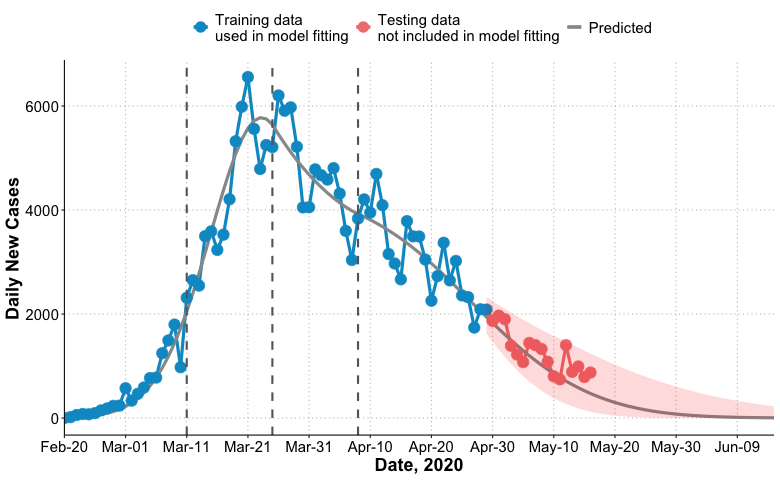 Training data
used in model fitting
Testing data
not included in model fitting
Predicted
Daily New Cases
6000
4000
2000
0
Feb-20 Mar-01 Mar-11 Mar-21 Mar-31 Apr-10 Apr-20 Apr-30 May-10 May-20 May-30 Jun-09
Date, 2020